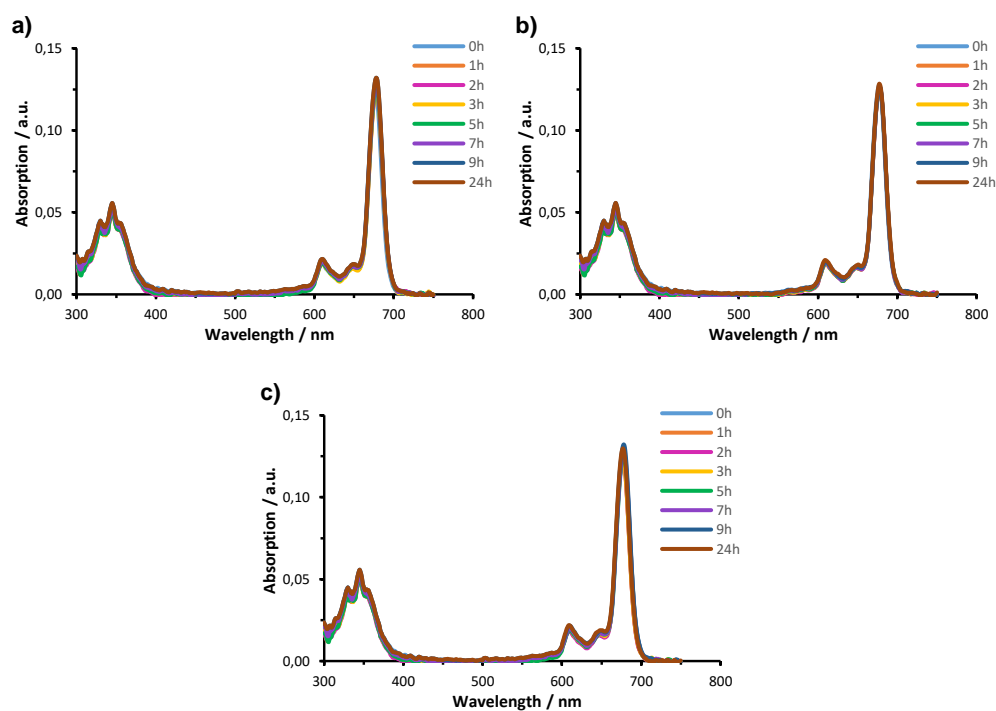 a)
0,15
0,10
0,05
0,00
Absorption / a.u.
300 400 500 600 700 800
Wavelength / nm
0h
1h
2h
3h
5h
7h
9h
24h
b)
0,15
0,10
0,05
0,00
Absorption / a.u.
300 400 500 600 700 800
Wavelength / nm
0h
1h
2h
3h
5h
7h
9h
24h
c)
0,15
0,10
0,05
0,00
Absorption / a.u.
300 400 500 600 700 800
Wavelength / nm
0h
1h
2h
3h
5h
7h
9h
24h